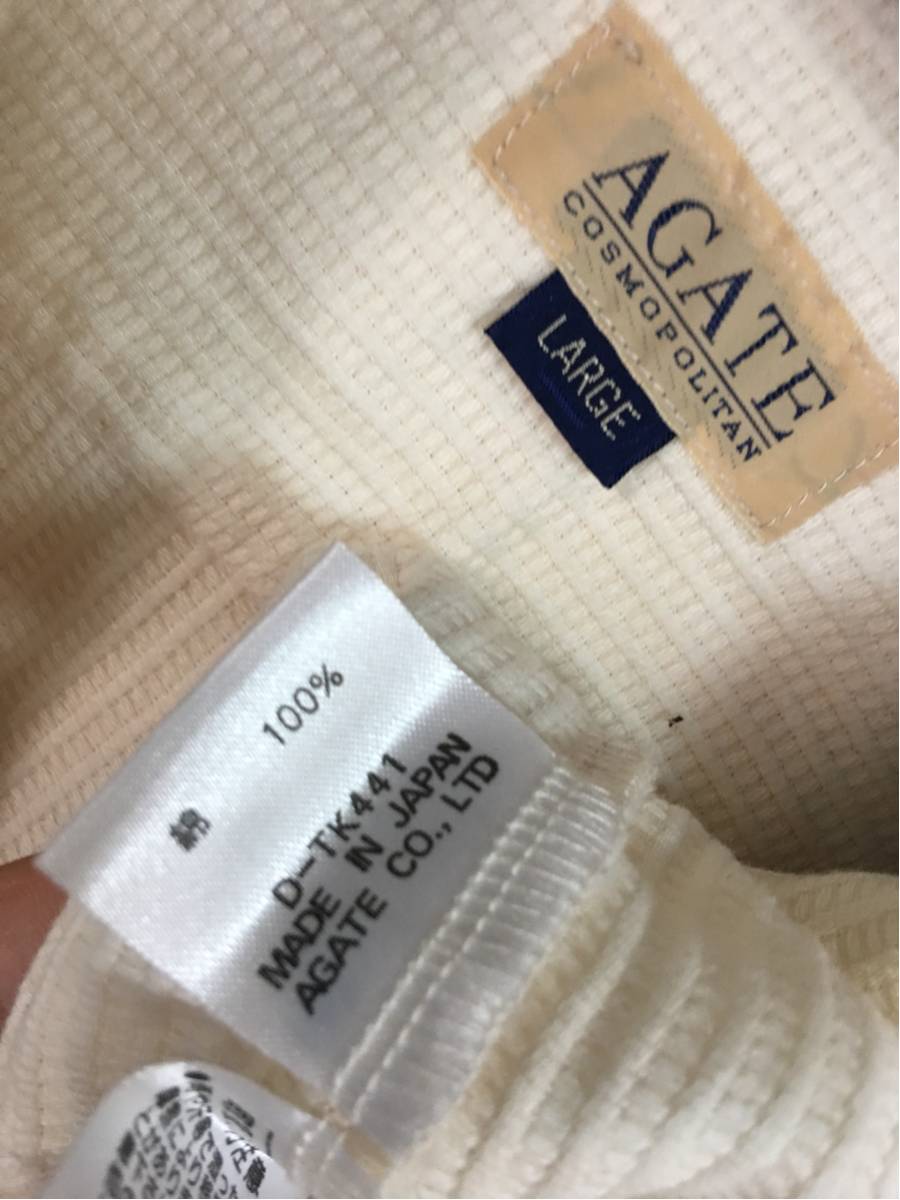 AGATE
COSMOPOLITAN
LARGE
綿 100%
D-TK441
MADE IN JAPAN
AGATE CO., LTD